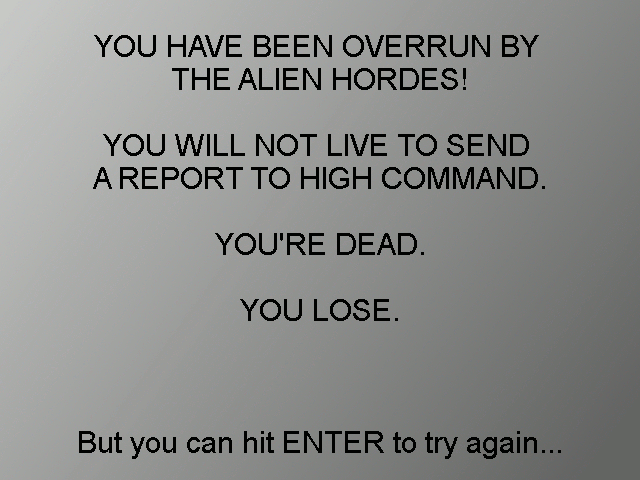 YOU HAVE BEEN OVERRUN BY
THE ALIEN HORDES!
YOU WILL NOT LIVE TO SEND
A REPORT TO HIGH COMMAND.
YOU'RE DEAD.
YOU LOSE.
But you can hit ENTER to try again...